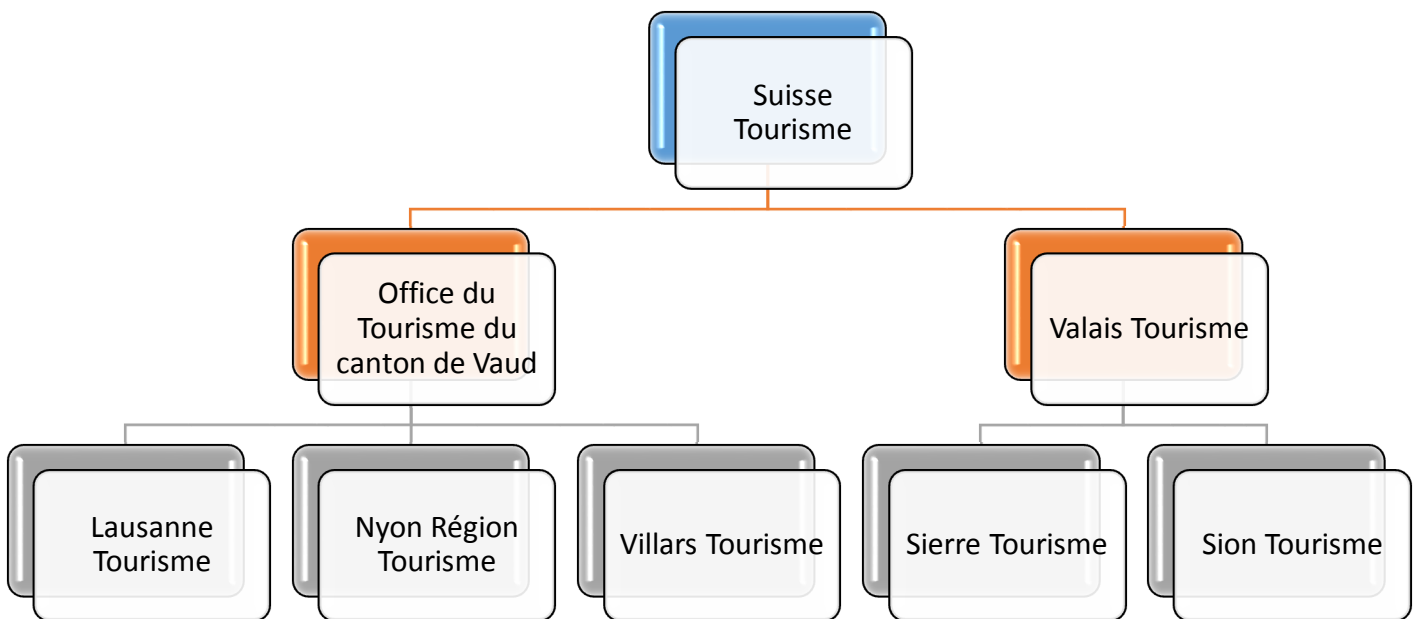 Suisse
Tourisme
Office du
Tourisme du
canton de Vaud
Valais Tourisme
Lausanne
Tourisme
Nyon Région
Tourisme
Villars Tourisme
Sierre Tourisme
Sion Tourisme